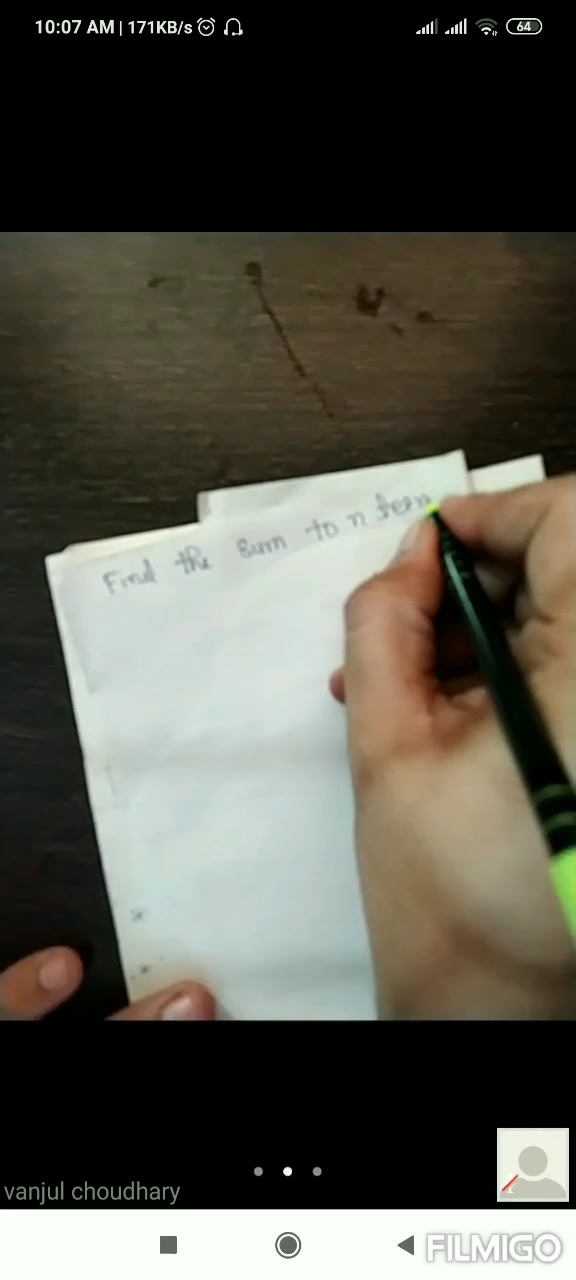 10:07 AM | 171KB/s
64
Find the sum to n term
vanjul choudhary
FILMIGO